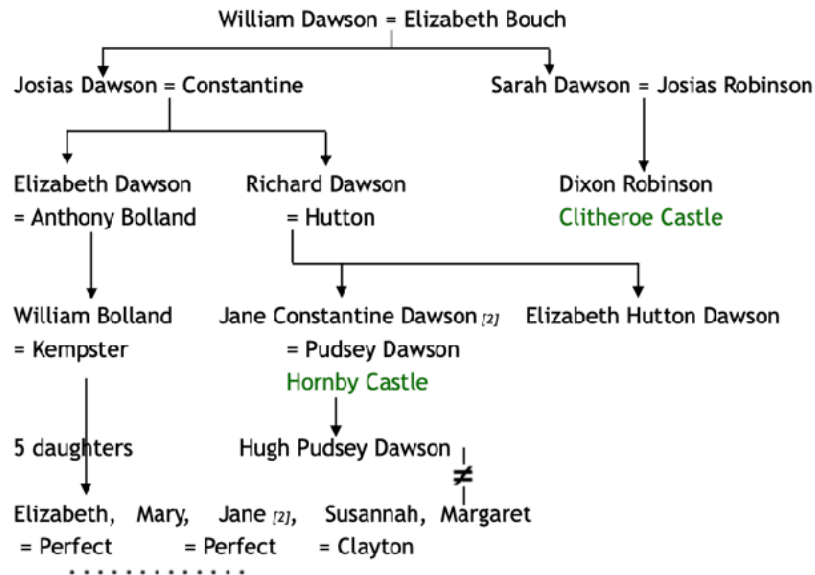 William Dawson = Elizabeth Bouch
Josias Dawson = Constantine Sarah Dawson = Josias Robinson
Elizabeth Dawson Richard Dawson Dixon Robinson
= Anthony Bolland = Hutton Clitheroe Castle
William Bolland Jane Constantine Dawson [2] Elizabeth Hutton Dawson
= Kempster = Pudsey Dawson
Hornby Castle
5 daughters Hugh Pudsey Dawson
≠
Elizabeth, Mary, Jane [2], Susannah, Margaret
= Perfect = Perfect = Clayton